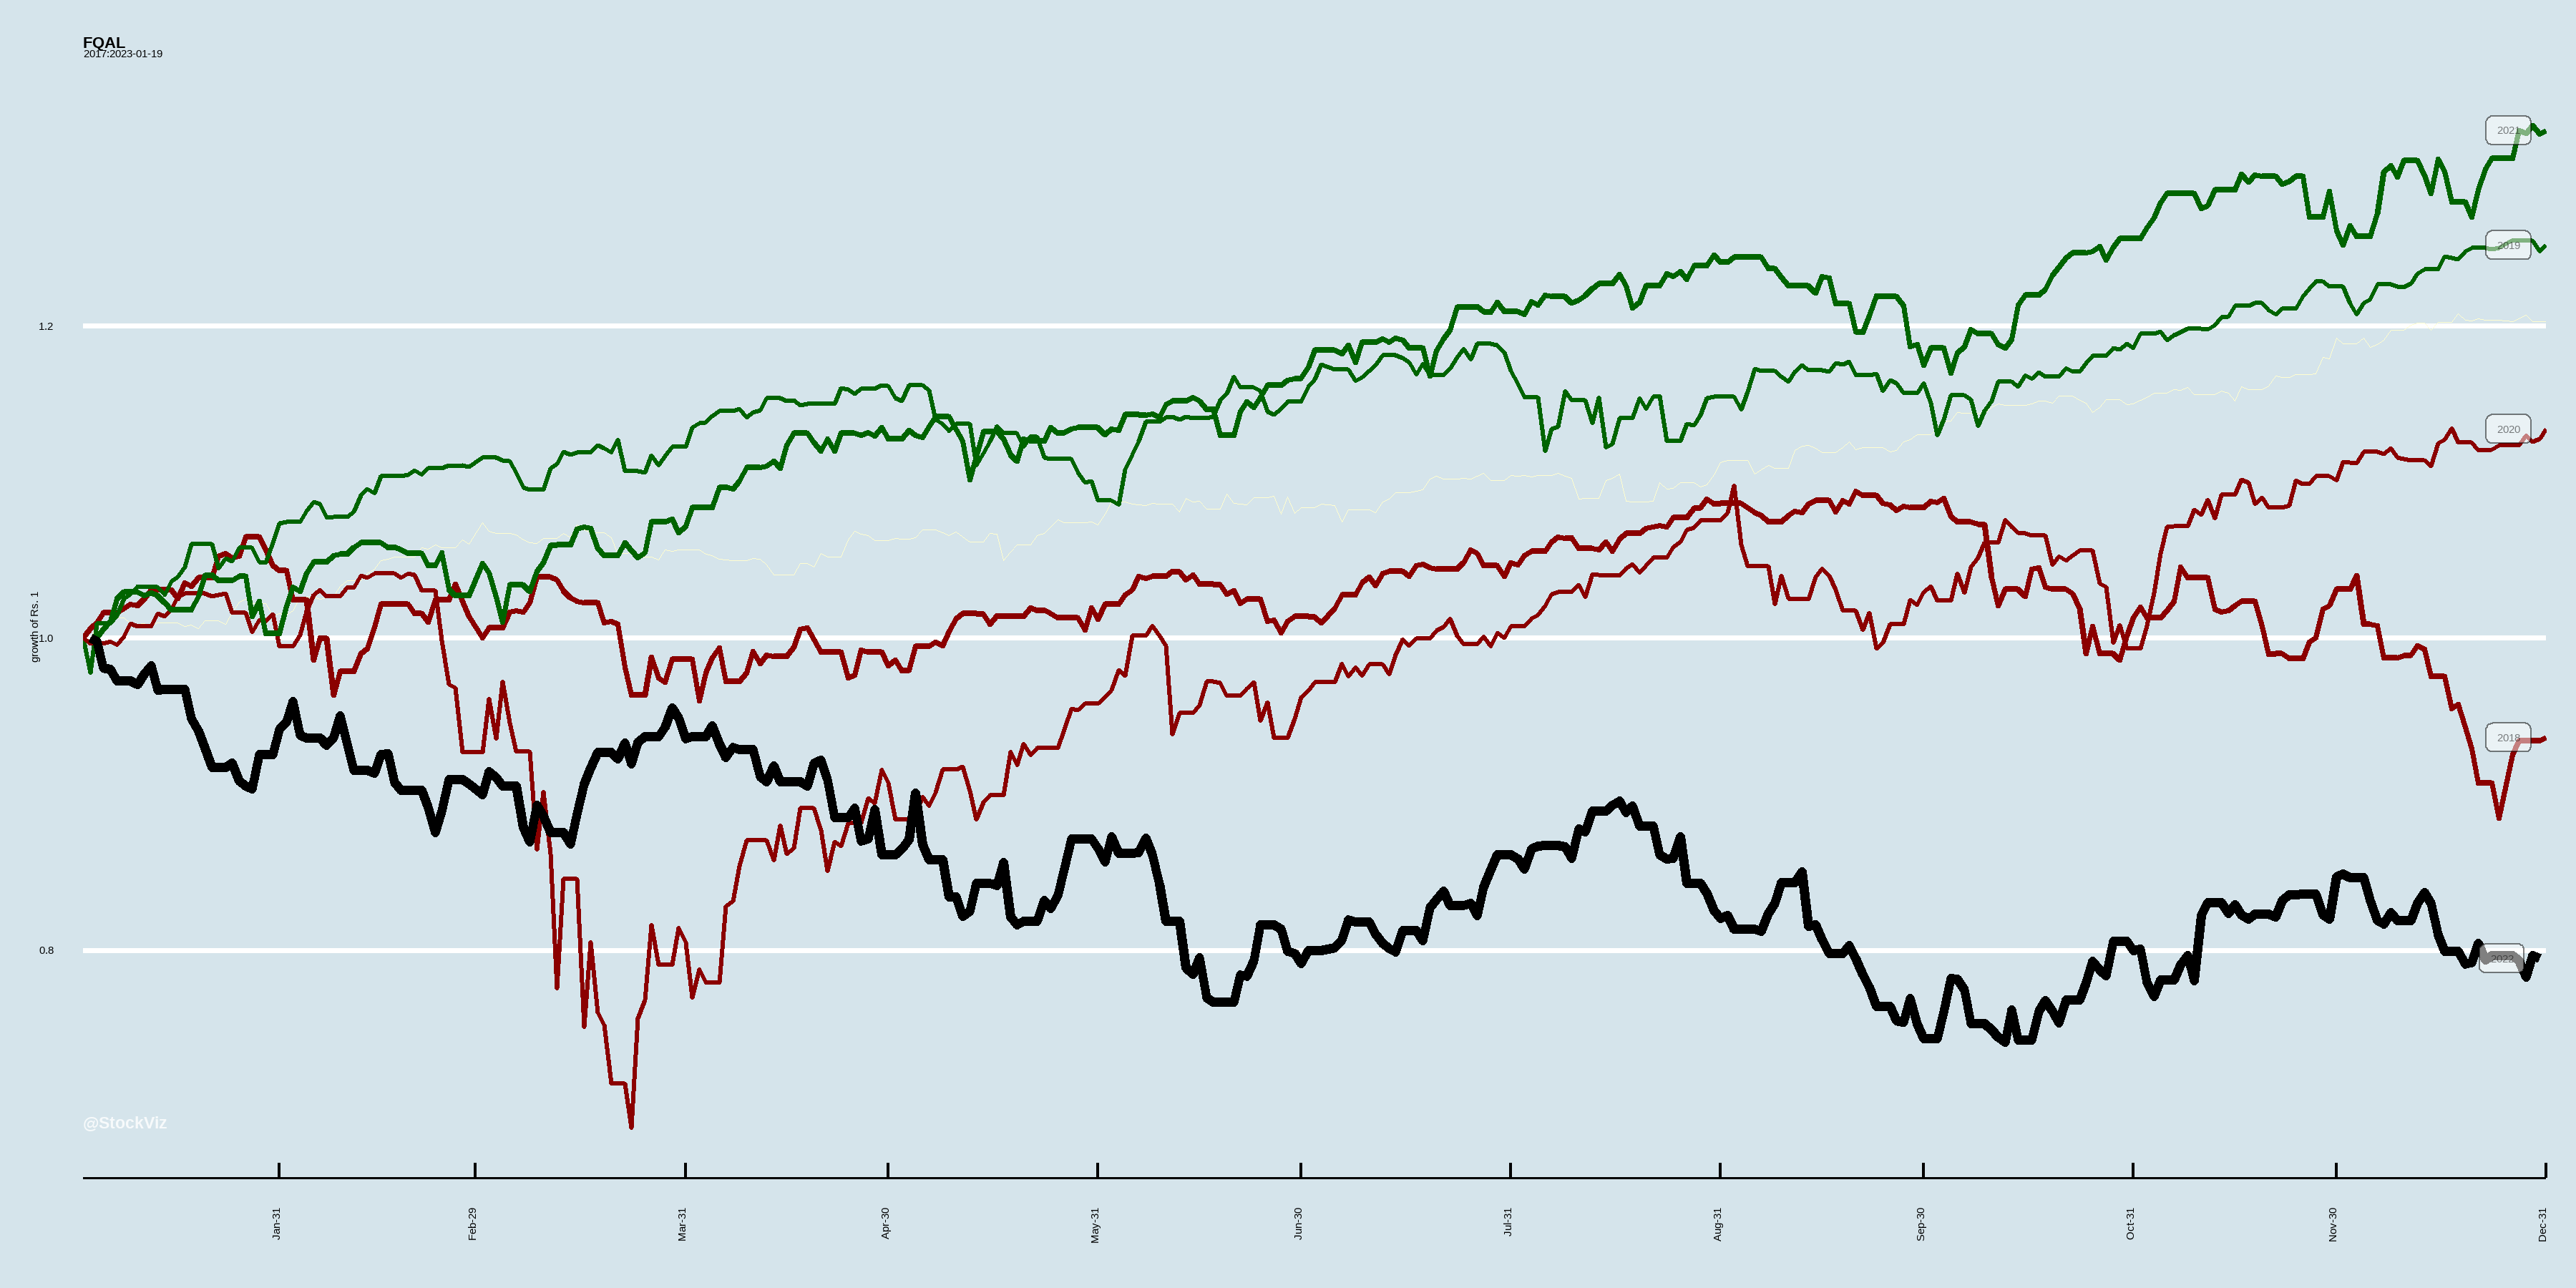 FQAL
2017:2023-01-19
2021
2019
1.2
2020
growth of Rs. 1
1.0
2018
0.8
2022
@StockViz
Jan-31
Feb-29
Mar-31
Apr-30
May-31
Jun-30
Jul-31
Aug-31
Sep-30
Oct-31
Nov-30
Dec-31